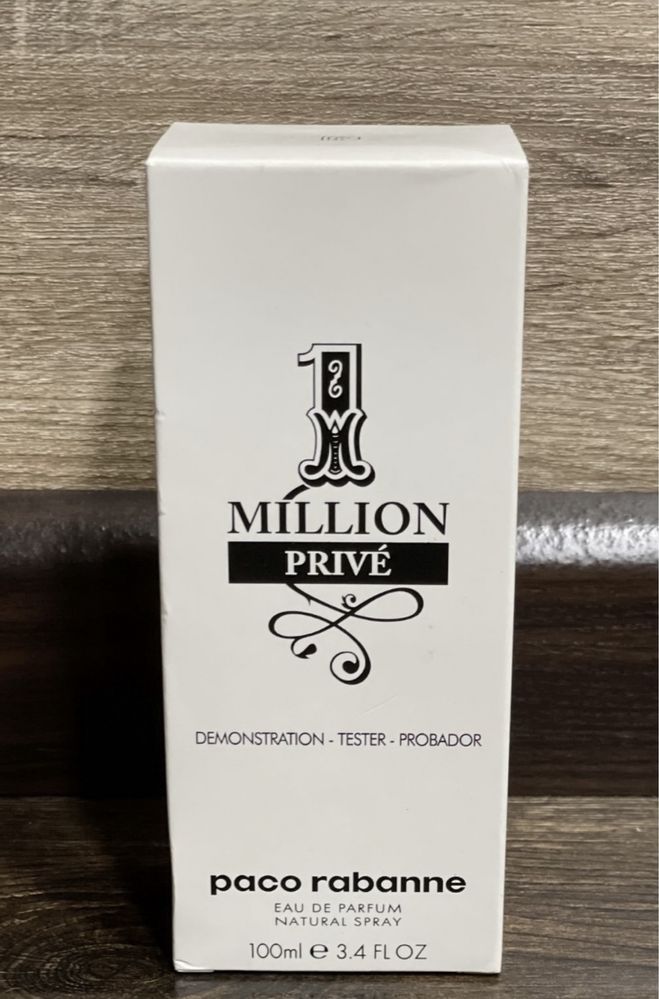 1
MILLION
PRIVÉ
DEMONSTRATION - TESTER - PROBADOR
paco rabanne
EAU DE PARFUM
NATURAL SPRAY
100ml ℮ 3.4 FL OZ